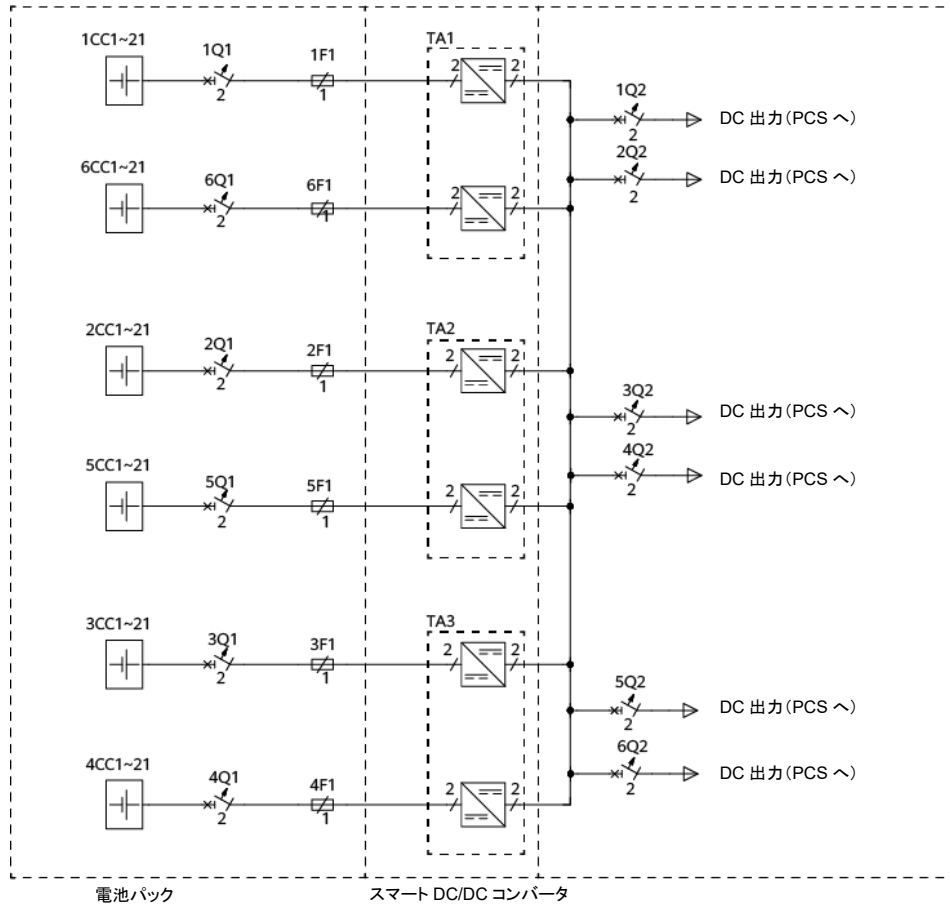 1CC1~21
1Q1
2
1F1
1
TA1
2
2
1Q2
2
DC 出力(PCS へ)
2Q2
2
DC 出力(PCS へ)
6CC1~21
6Q1
2
6F1
1
2
2
2CC1~21
2Q1
2
2F1
1
TA2
2
2
3Q2
2
DC 出力(PCS へ)
4Q2
2
DC 出力(PCS へ)
5CC1~21
5Q1
2
5F1
1
2
2
3CC1~21
3Q1
2
3F1
1
TA3
2
2
5Q2
2
DC 出力(PCS へ)
6Q2
2
DC 出力(PCS へ)
4CC1~21
4Q1
2
4F1
1
2
2
電池パック
スマート DC/DC コンバータ